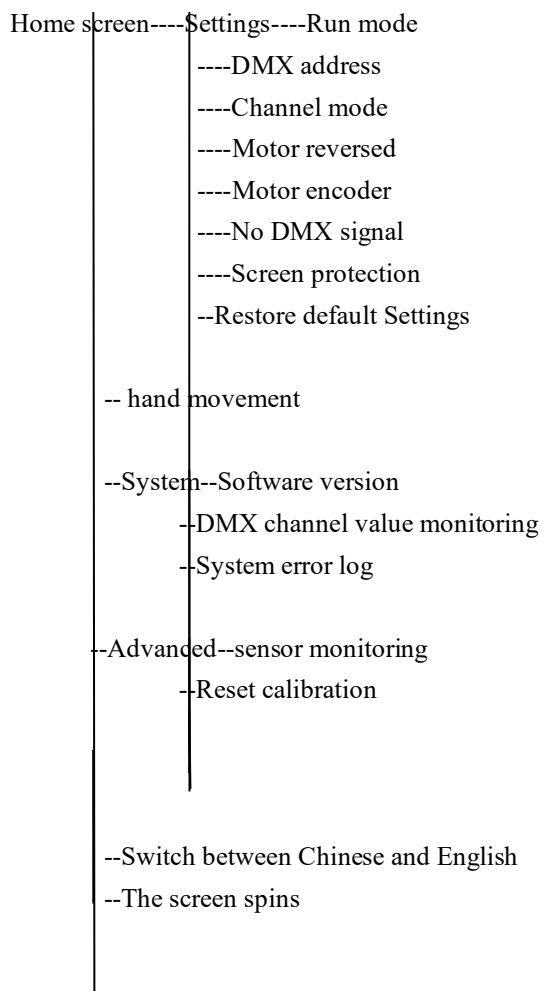 Home screen----Settings----Run mode
----DMX address
----Channel mode
----Motor reversed
----Motor encoder
----No DMX signal
----Screen protection
--Restore default Settings
-- hand movement
--System--Software version
--DMX channel value monitoring
--System error log
--Advanced--sensor monitoring
--Reset calibration
--Switch between Chinese and English
--The screen spins